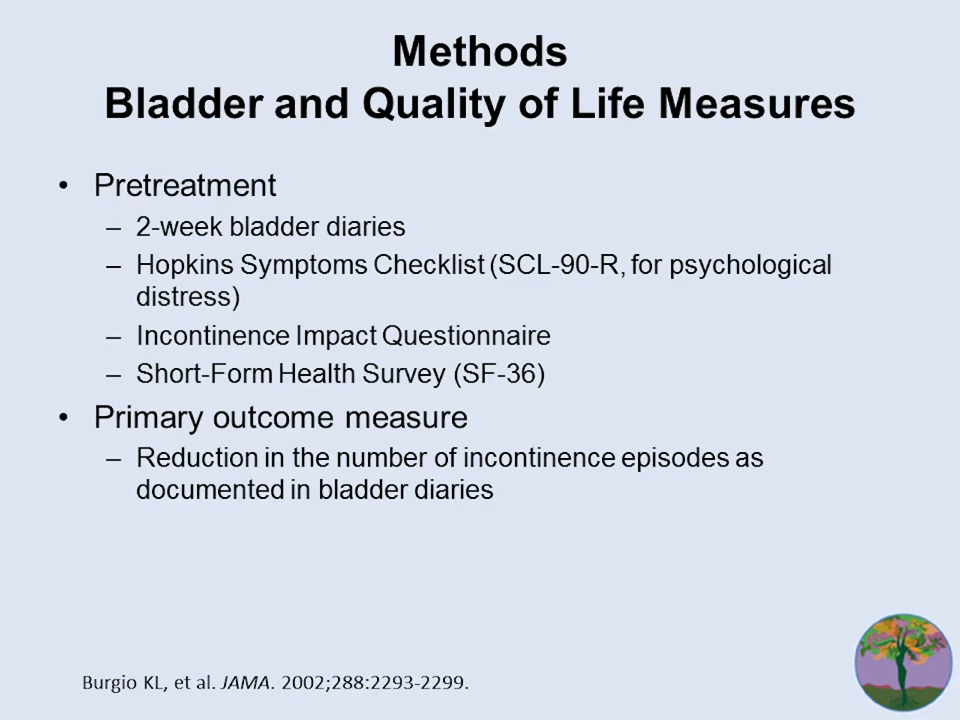 Methods
Bladder and Quality of Life Measures
• Pretreatment
– 2-week bladder diaries
– Hopkins Symptoms Checklist (SCL-90-R, for psychological
distress)
– Incontinence Impact Questionnaire
– Short-Form Health Survey (SF-36)
• Primary outcome measure
– Reduction in the number of incontinence episodes as
documented in bladder diaries
Burgio KL, et al. JAMA. 2002;288:2293-2299.